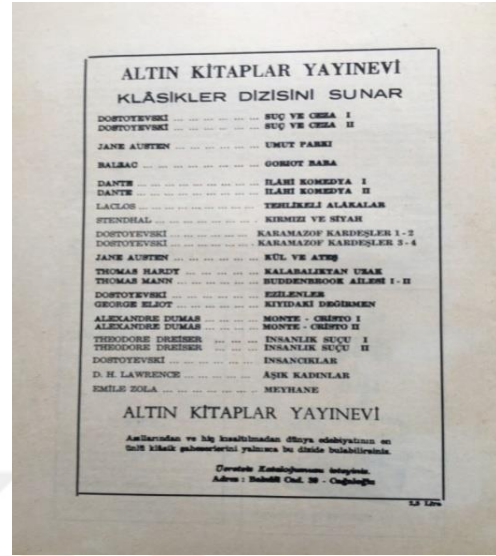 ALTIN KİTAPLAR YAYINEVİ
KLÂSİKLER DİZİSİNİ SUNAR
DOSTOYEVSKİ ... ... ... ... SUÇ VE CEZA I
DOSTOYEVSKİ ... ... ... ... SUÇ VE CEZA II
JANE AUSTEN ... ... ... ... UMUT PARKI
BALZAC ... ... ... ... GORIOT BABA
DANTE ... ... ... ... İLÂHİ KOMEDYA I
DANTE ... ... ... ... İLÂHİ KOMEDYA II
LACLOS ... ... ... ... TEHLİKELİ ALÂKALAR
STENDHAL ... ... ... ... KIRMIZI VE SİYAH
DOSTOYEVSKİ ... ... ... ... KARAMAZOF KARDEŞLER 1 - 2
DOSTOYEVSKİ ... ... ... ... KARAMAZOF KARDEŞLER 3 - 4
JANE AUSTEN ... ... ... ... KÜL VE ATEŞ
THOMAS HARDY ... ... ... ... KALABALIKTAN UZAK
THOMAS MANN ... ... ... ... BUDDENBROOK AİLESİ I - II
DOSTOYEVSKİ ... ... ... ... EZİLENLER
GEORGE ELIOT ... ... ... ... KIYIDAKİ DEĞİRMEN
ALEXANDRE DUMAS ... ... ... MONTE - CRİSTO I
ALEXANDRE DUMAS ... ... ... MONTE - CRİSTO II
THEODORE DREISER ... ... ... İNSANLIK SUÇU I
THEODORE DREISER ... ... ... İNSANLIK SUÇU II
DOSTOYEVSKİ ... ... ... ... İNSANCIKLAR
D. H. LAWRENCE ... ... ... ... ÂŞIK KADINLAR
EMILE ZOLA ... ... ... ... MEYHANE
ALTIN KİTAPLAR YAYINEVİ
Asıllarından ve hiç kısaltılmadan dünya edebiyatının en
ünlü klâsik şaheserlerini yalnızca bu dizide bulabilirsiniz.
Ücretsiz Kataloğumuzu isteyiniz.
Adres : Babıâli Cad. 39 - Cağaloğlu
Lira